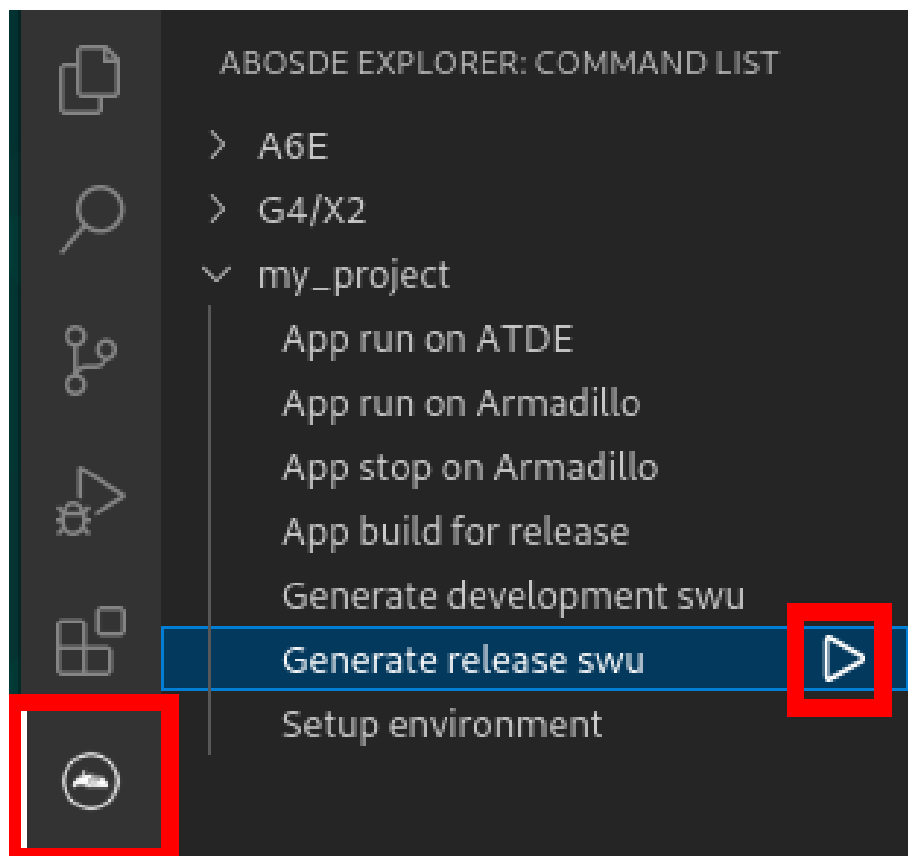 ABOSDE EXPLORER: COMMAND LIST
A6E
G4/X2
my_project
App run on ATDE
App run on Armadillo
App stop on Armadillo
App build for release
Generate development swu
Generate release swu
Setup environment